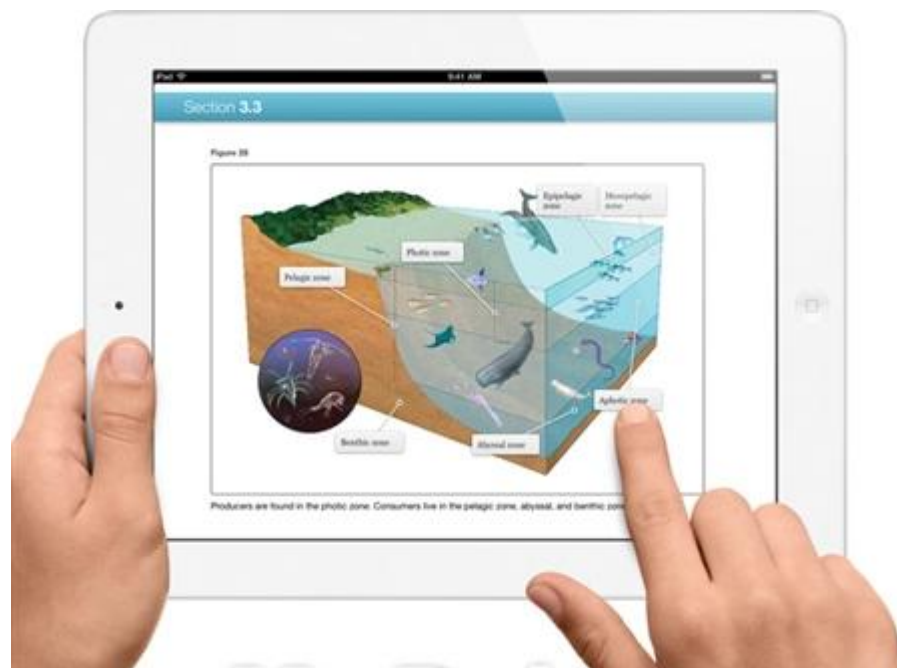 iPad 9:41 AM
Section 3.3
Figure 28
Epipelagic zone
Mesopelagic zone
Photic zone
Pelagic zone
Aphotic zone
Benthic zone
Abyssal zone
Producers are found in the photic zone. Consumers live in the pelagic zone, abyssal, and benthic